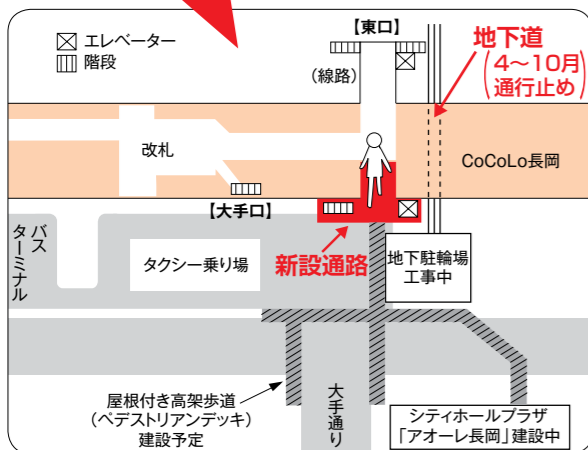 エレベーター
階段
【東口】
(線路)
地下道
(4〜10月
通行止め)
改札
CoCoLo長岡
【大手口】
バス
ターミナル
タクシー乗り場
新設通路
地下駐輪場
工事中
屋根付き高架歩道
(ペデストリアンデッキ)
建設予定
大手通り
シティホールプラザ
「アオーレ長岡」建設中